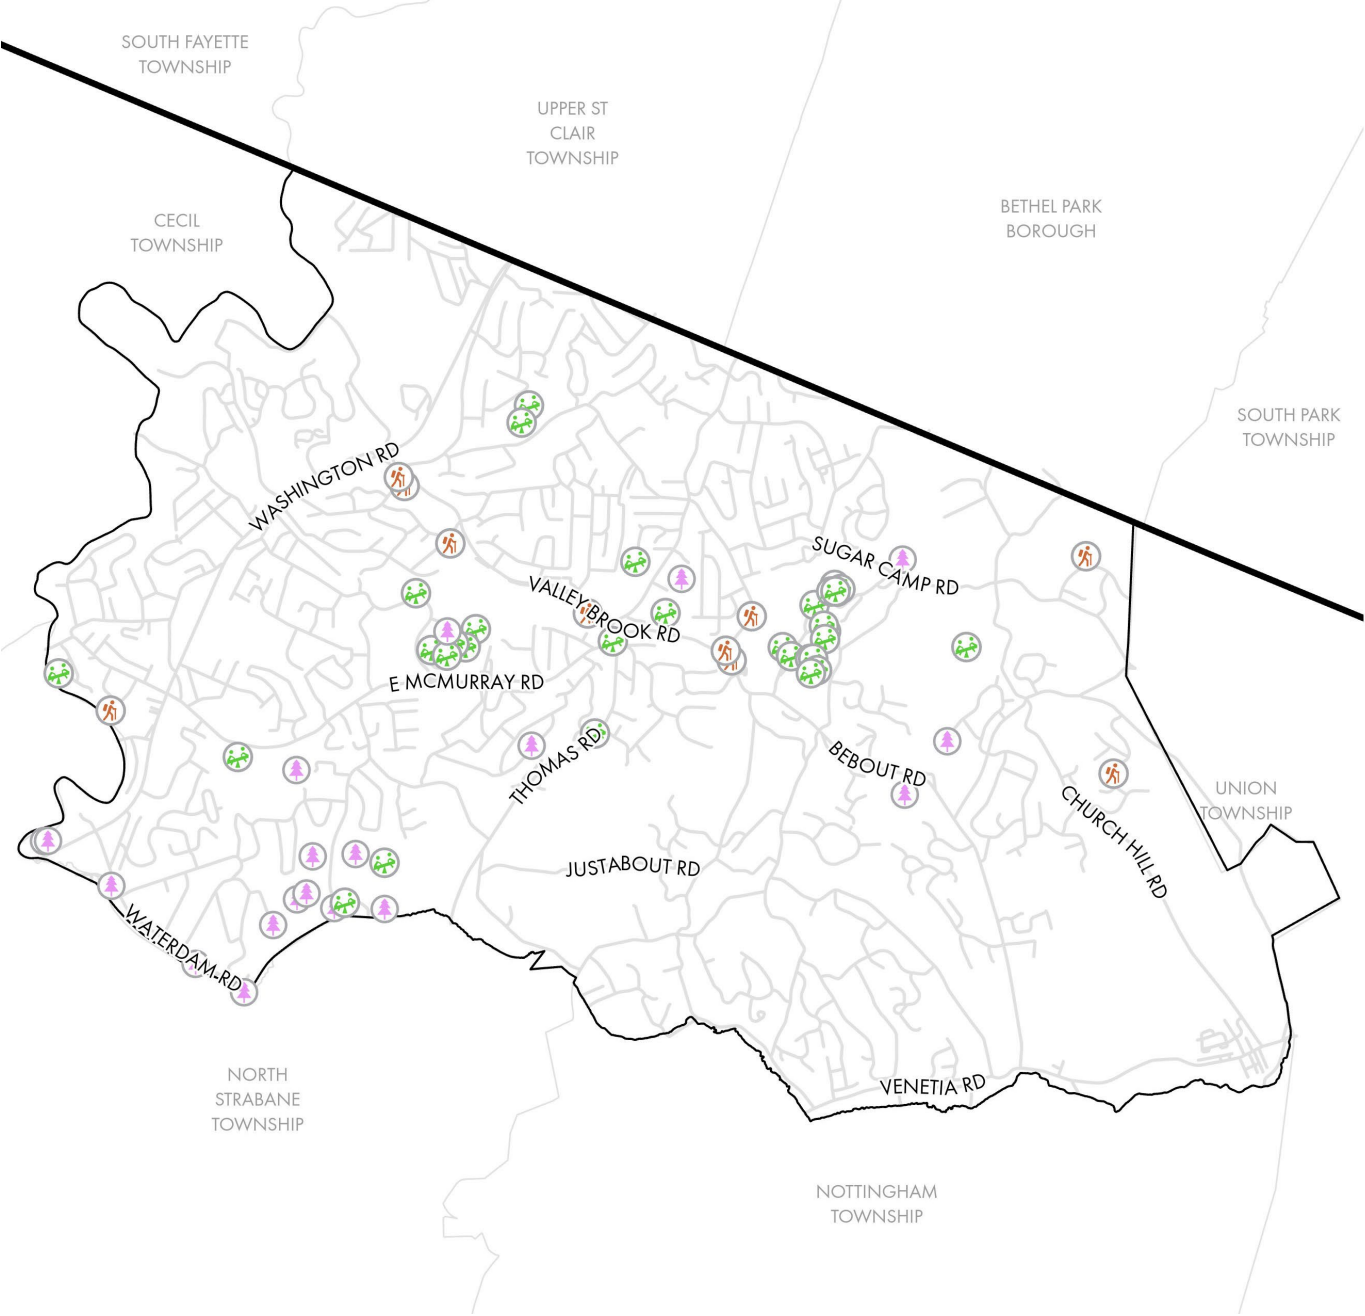 SOUTH FAYETTE
TOWNSHIP
UPPER ST
CLAIR
TOWNSHIP
CECIL
TOWNSHIP
BETHEL PARK
BOROUGH
SOUTH PARK
TOWNSHIP
WASHINGTON RD
SUGAR CAMP RD
VALLEY BROOK RD
E MCMURRAY RD
THOMAS RD
BEBOUT RD
CHURCH HILL RD
UNION
TOWNSHIP
JUSTABOUT RD
WATERDAM RD
NORTH
STRABANE
TOWNSHIP
VENETIA RD
NOTTINGHAM
TOWNSHIP